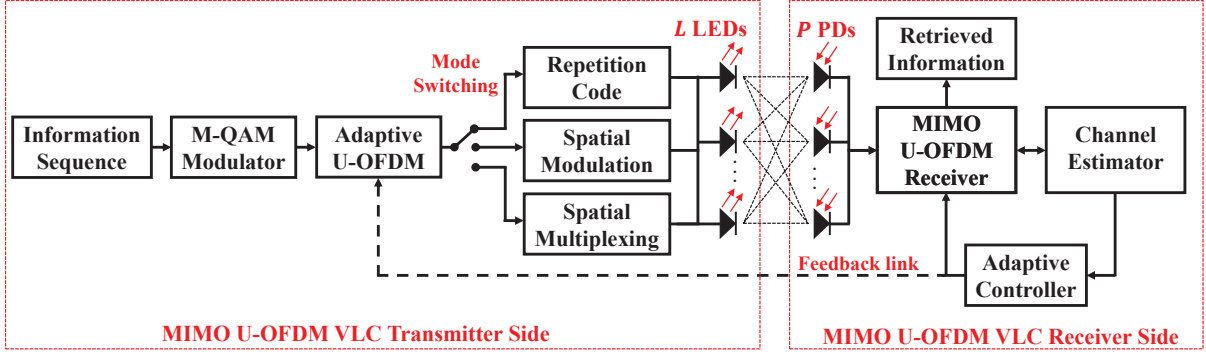 L LEDs
P PDs
Retrieved
Information
Mode
Switching
Repetition
Code
Information
Sequence
M-QAM
Modulator
Adaptive
U-OFDM
Spatial
Modulation
MIMO
U-OFDM
Receiver
Channel
Estimator
Spatial
Multiplexing
Feedback link
Adaptive
Controller
MIMO U-OFDM VLC Transmitter Side
MIMO U-OFDM VLC Receiver Side